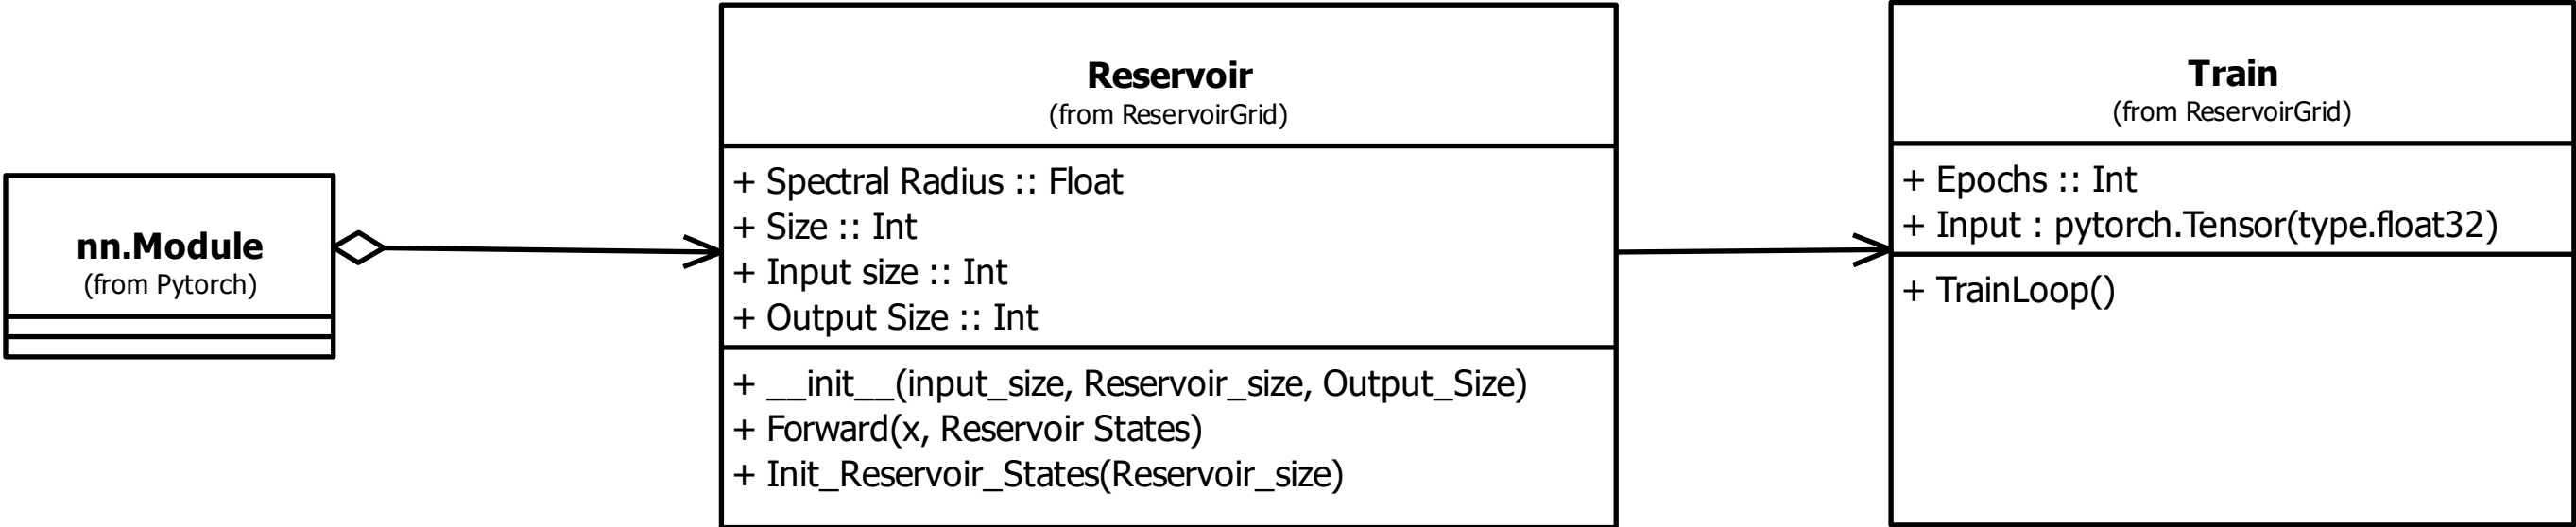 nn.Module
(from Pytorch)
Reservoir
(from ReservoirGrid)
+ Spectral Radius :: Float
+ Size :: Int
+ Input size :: Int
+ Output Size :: Int
+ __init__(input_size, Reservoir_size, Output_Size)
+ Forward(x, Reservoir States)
+ Init_Reservoir_States(Reservoir_size)
Train
(from ReservoirGrid)
+ Epochs :: Int
+ Input : pytorch.Tensor(type.float32)
+ TrainLoop()